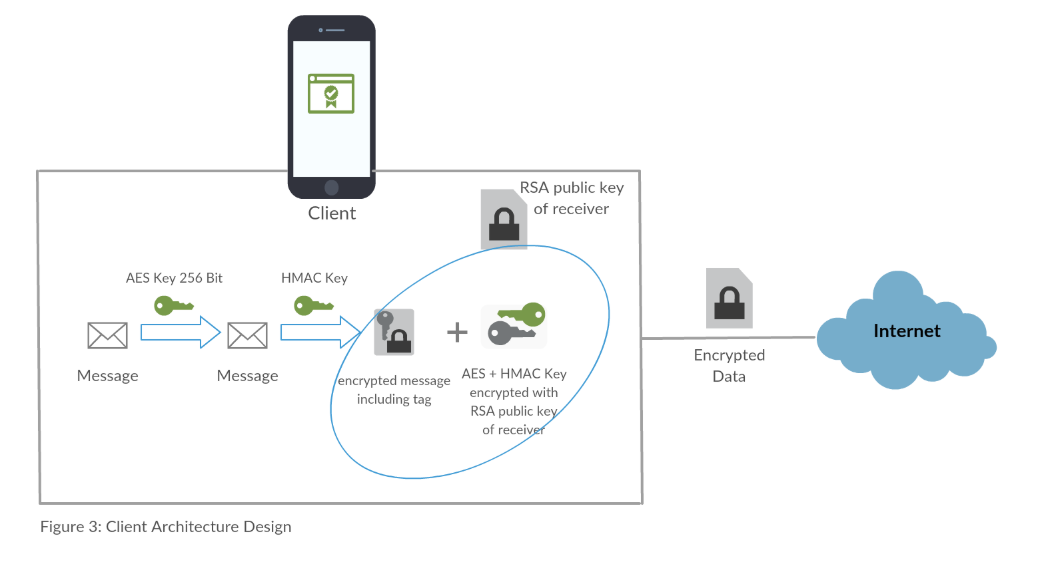 Client
RSA public key
of receiver
AES Key 256 Bit
HMAC Key
Message
Message
encrypted message
including tag
AES + HMAC Key
encrypted with
RSA public key
of receiver
Encrypted
Data
Internet
Figure 3: Client Architecture Design